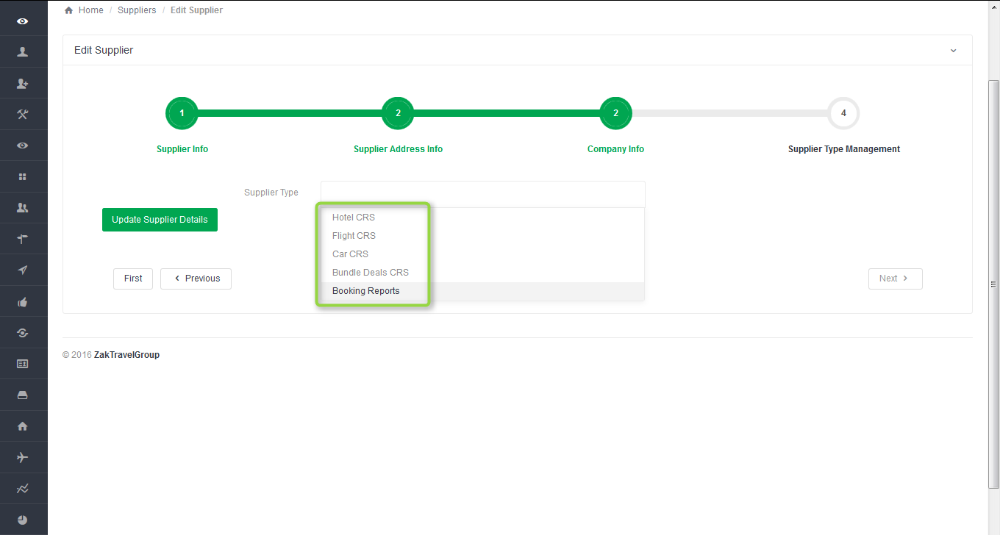 Home / Suppliers / Edit Supplier
Edit Supplier
1 2 2 4
Supplier Info Supplier Address Info Company Info Supplier Type Management
Supplier Type
Hotel CRS
Update Supplier Details
Flight CRS
Car CRS
Bundle Deals CRS
First Previous Next
Booking Reports
© 2016 ZakTravelGroup